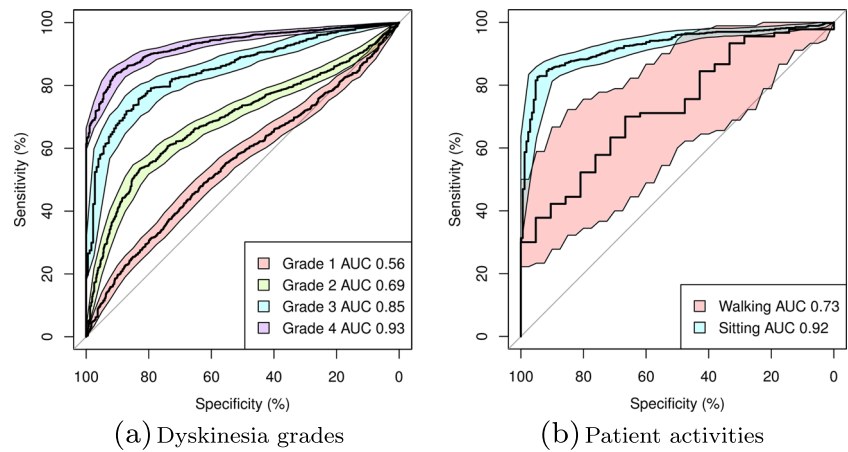 100
80
60
40
20
0
Sensitivity (%)
Grade 1 AUC 0.56
Grade 2 AUC 0.69
Grade 3 AUC 0.85
Grade 4 AUC 0.93
100 80 60 40 20 0
Specificity (%)
(a) Dyskinesia grades
100
80
60
40
20
0
Sensitivity (%)
Walking AUC 0.73
Sitting AUC 0.92
100 80 60 40 20 0
Specificity (%)
(b) Patient activities